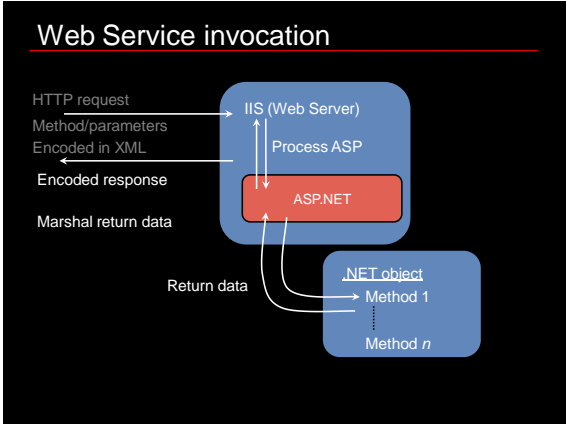 Web Service invocation
HTTP request
Method/parameters
Encoded in XML
Encoded response
Marshal return data
IIS (Web Server)
Process ASP
ASP.NET
Return data
.NET object
Method 1
Method n